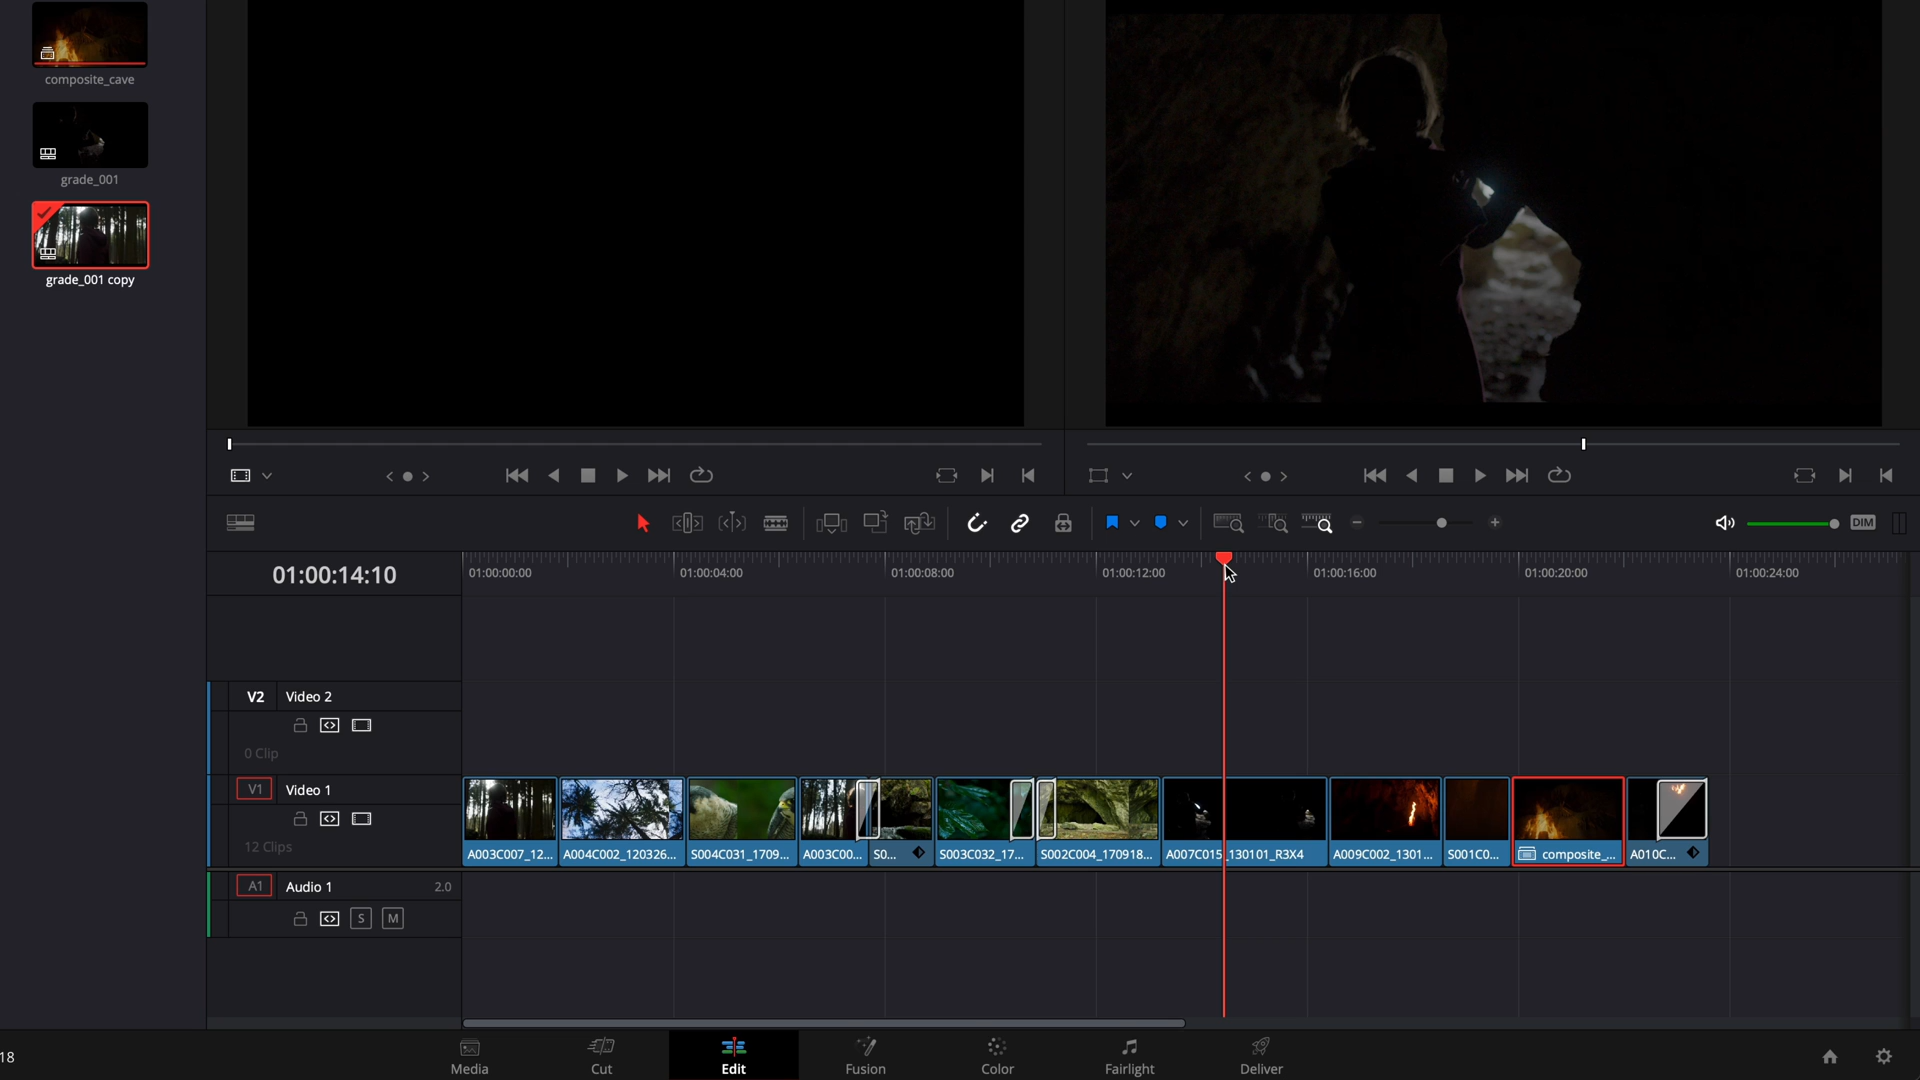 composite_cave
grade_001
grade_001 copy
DIM
01:00:14:10
01:00:00:00
01:00:04:00
01:00:08:00
01:00:12:00
01:00:16:00
01:00:20:00
01:00:24:00
V2 Video 2
0 Clip
V1 Video 1
12 Clips
A003C007_12...
A004C002_120326...
S004C031_1709...
A003C00...
S0...
S003C032_17...
S002C004_170918...
A007C015_130101_R3X4
A009C002_1301...
S001C0...
composite_...
A010C...
A1 Audio 1 2.0
S M
18
Media
Cut
Edit
Fusion
Color
Fairlight
Deliver